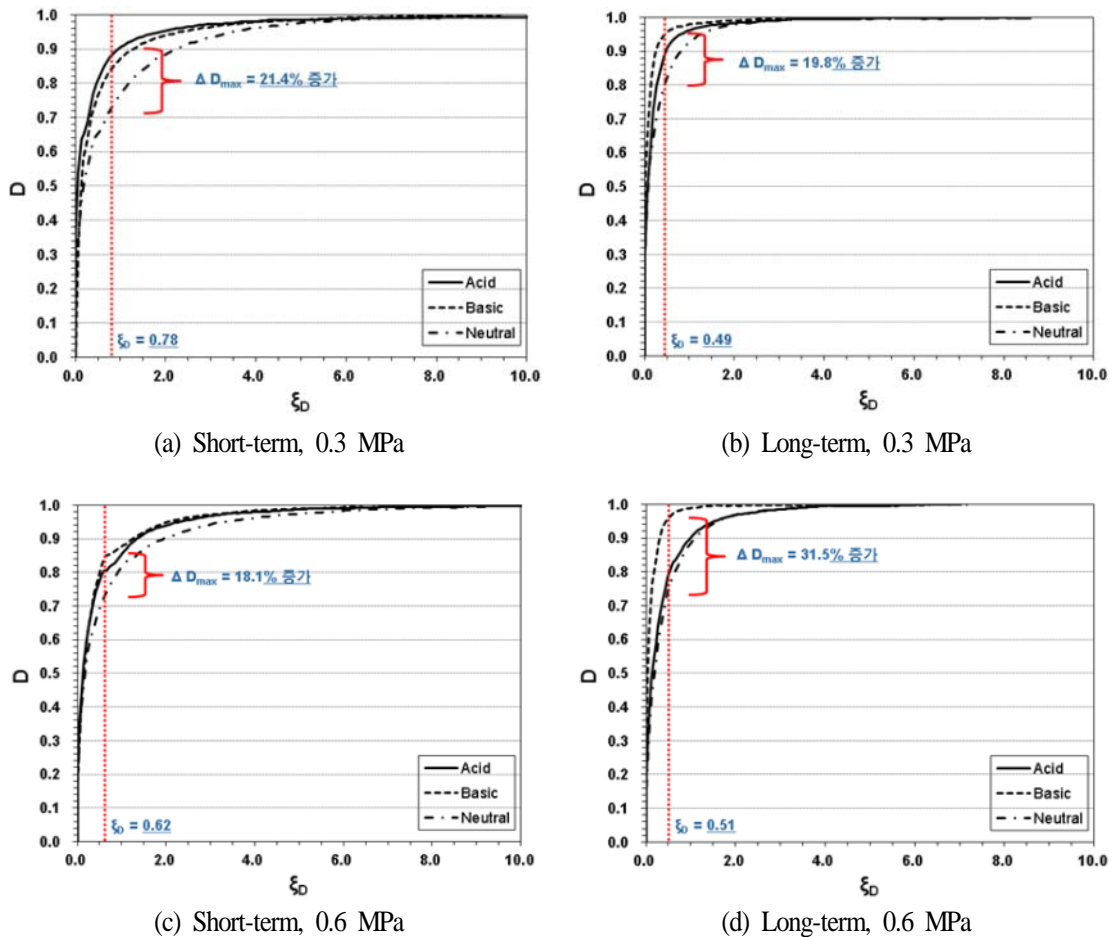 1.0
0.9
0.8
0.7
0.6
0.5
0.4
0.3
0.2
0.1
0.0
D
Δ Dmax = 21.4% 증가
Acid
Basic
Neutral
ξD = 0.78
0.0 2.0 4.0 6.0 8.0 10.0
ξD
(a) Short-term, 0.3 MPa
1.0
0.9
0.8
0.7
0.6
0.5
0.4
0.3
0.2
0.1
0.0
D
Δ Dmax = 19.8% 증가
Acid
Basic
Neutral
ξD = 0.49
0.0 2.0 4.0 6.0 8.0 10.0
ξD
(b) Long-term, 0.3 MPa
1.0
0.9
0.8
0.7
0.6
0.5
0.4
0.3
0.2
0.1
0.0
D
Δ Dmax = 18.1% 증가
Acid
Basic
Neutral
ξD = 0.62
0.0 2.0 4.0 6.0 8.0 10.0
ξD
(c) Short-term, 0.6 MPa
1.0
0.9
0.8
0.7
0.6
0.5
0.4
0.3
0.2
0.1
0.0
D
Δ Dmax = 31.5% 증가
Acid
Basic
Neutral
ξD = 0.51
0.0 2.0 4.0 6.0 8.0 10.0
ξD
(d) Long-term, 0.6 MPa